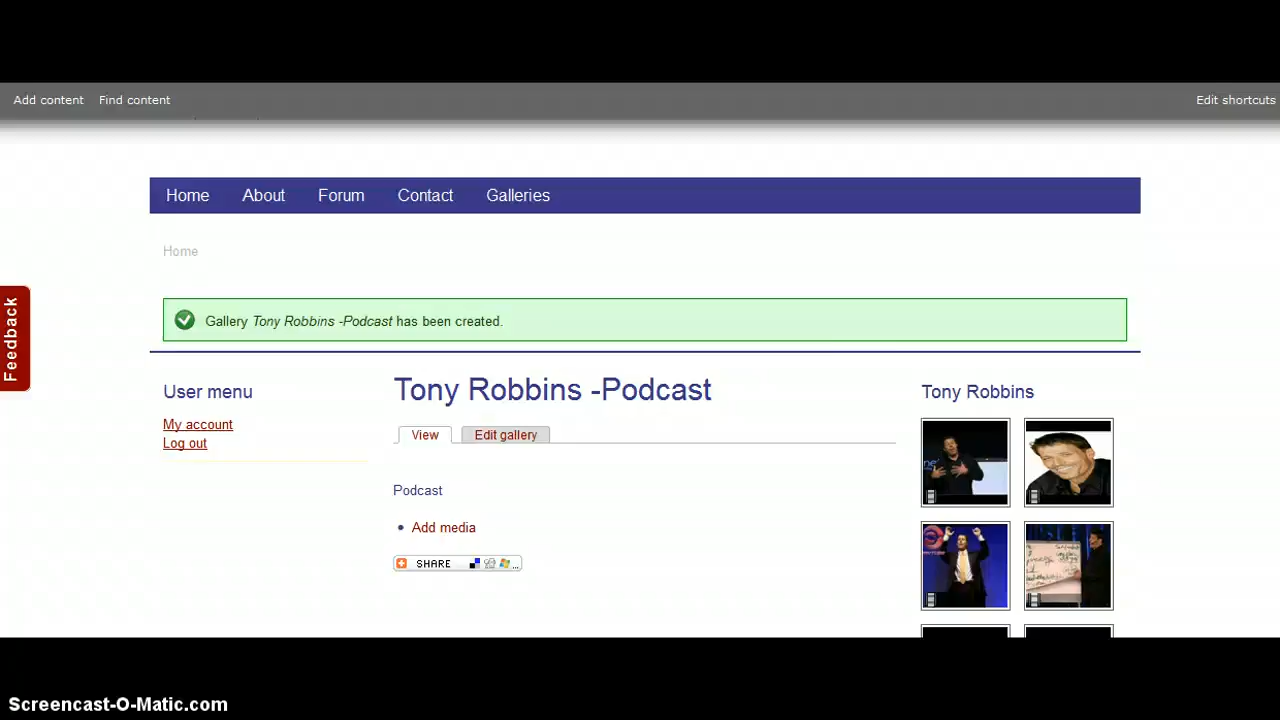 Add content Find content Edit shortcuts
Home About Forum Contact Galleries
Home
Feedback
Gallery Tony Robbins -Podcast has been created.
User menu
My account
Log out
Tony Robbins -Podcast
View Edit gallery
Podcast
Add media
SHARE ...
Tony Robbins
Screencast-O-Matic.com